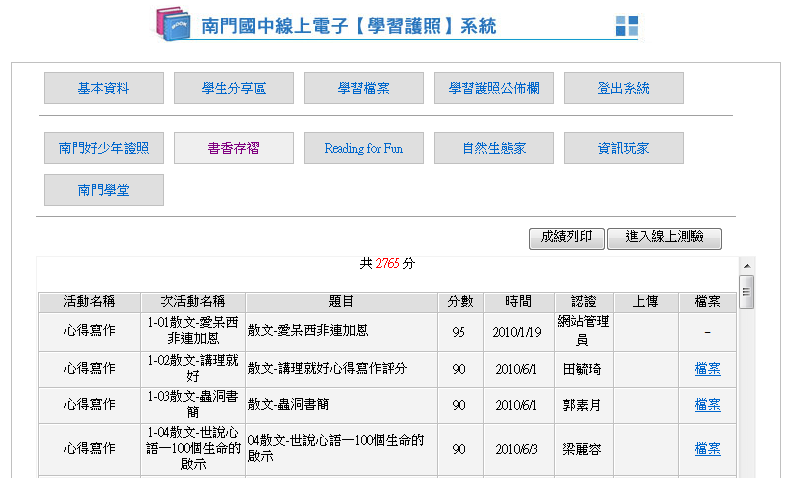 南門國中線上電子【學習護照】系統
基本資料 學生分享區 學習檔案 學習護照公佈欄 登出系統
南門好少年證照 書香存褶 Reading for Fun 自然生態家 資訊玩家
南門學堂
成績列印 進入線上測驗
共 2765 分
活動名稱 次活動名稱 題目 分數 時間 認證 上傳 檔案
心得寫作 1-01散文-愛呆西非連加恩 散文-愛呆西非連加恩 95 2010/1/19 網站管理員 –
心得寫作 1-02散文-講理就好 散文-講理就好心得寫作評分 90 2010/6/1 田毓琦 檔案
心得寫作 1-03散文-蟲洞書簡 散文-蟲洞書簡 90 2010/6/1 郭素月 檔案
心得寫作 1-04散文-世說心語一100個生命的啟示 04散文-世說心語一100個生命的啟示 90 2010/6/3 梁麗容 檔案